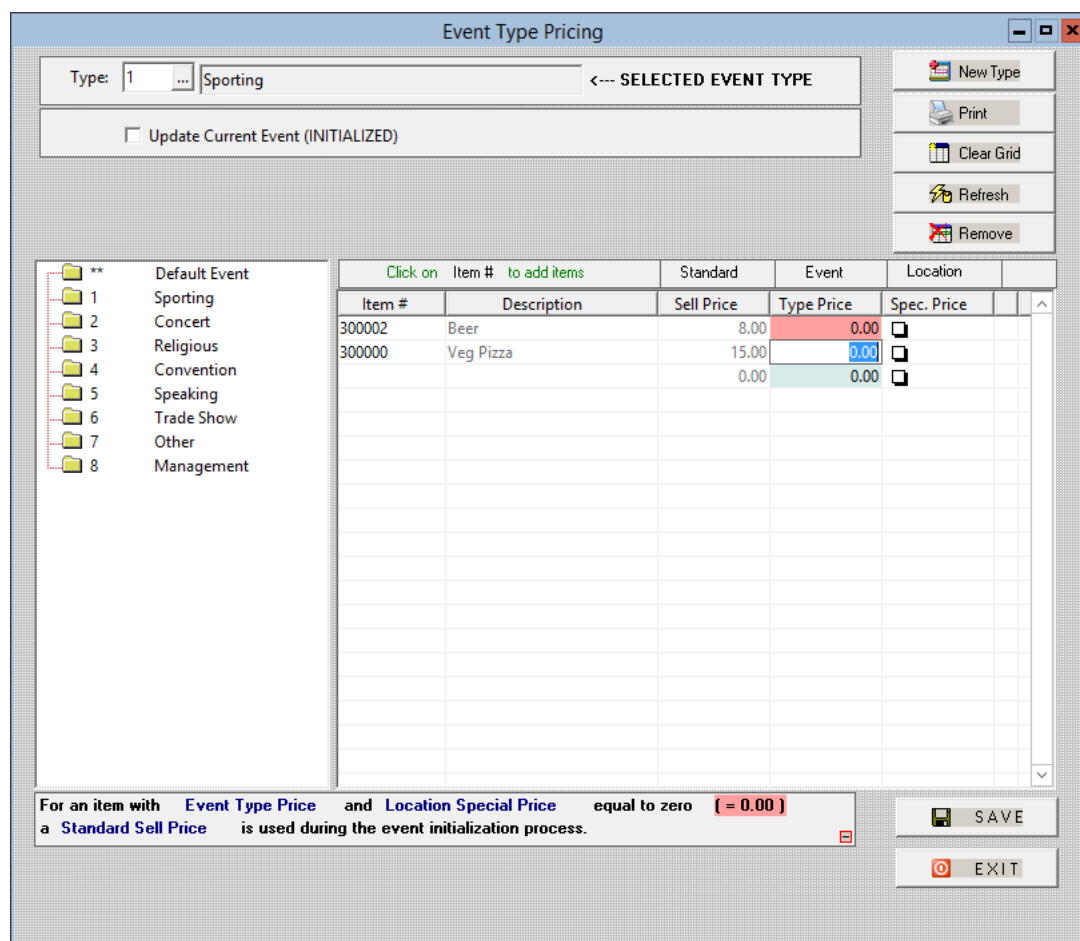 Event Type Pricing
Type: 1 ... Sporting <--- SELECTED EVENT TYPE
New Type
Update Current Event (INITIALIZED)
Print
Clear Grid
Refresh
Remove
** Default Event
1 Sporting
2 Concert
3 Religious
4 Convention
5 Speaking
6 Trade Show
7 Other
8 Management
Click on Item # to add items Standard Event Location
Item # Description Sell Price Type Price Spec. Price
300002 Beer 8.00 0.00
300000 Veg Pizza 15.00 0.00
0.00 0.00
For an item with Event Type Price and Location Special Price equal to zero ( = 0.00 )
a Standard Sell Price is used during the event initialization process.
SAVE
EXIT